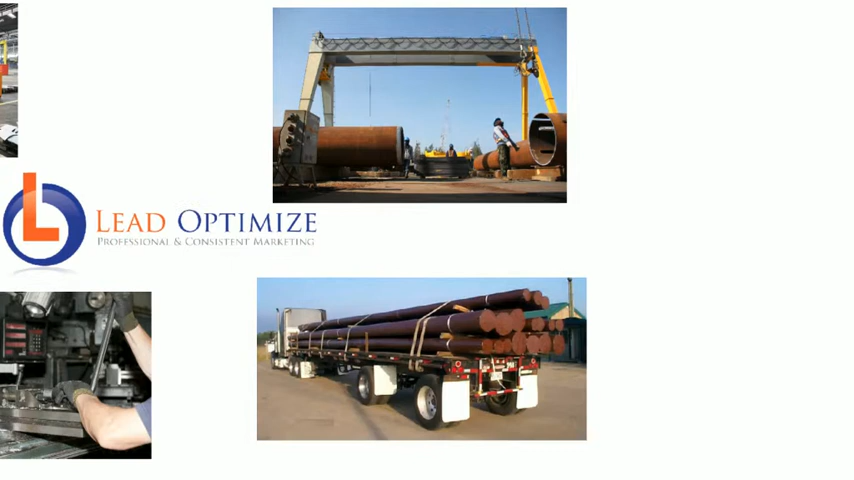 LEAD OPTIMIZE
PROFESSIONAL & CONSISTENT MARKETING